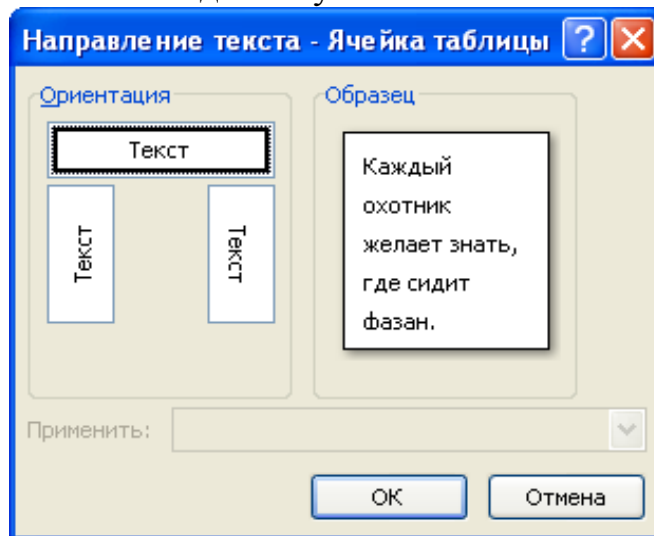 Направление текста - Ячейка таблицы
Ориентация
Образец
Текст
Текст
Текст
Каждый
охотник
желает знать,
где сидит
фазан.
Применить:
ОК
Отмена